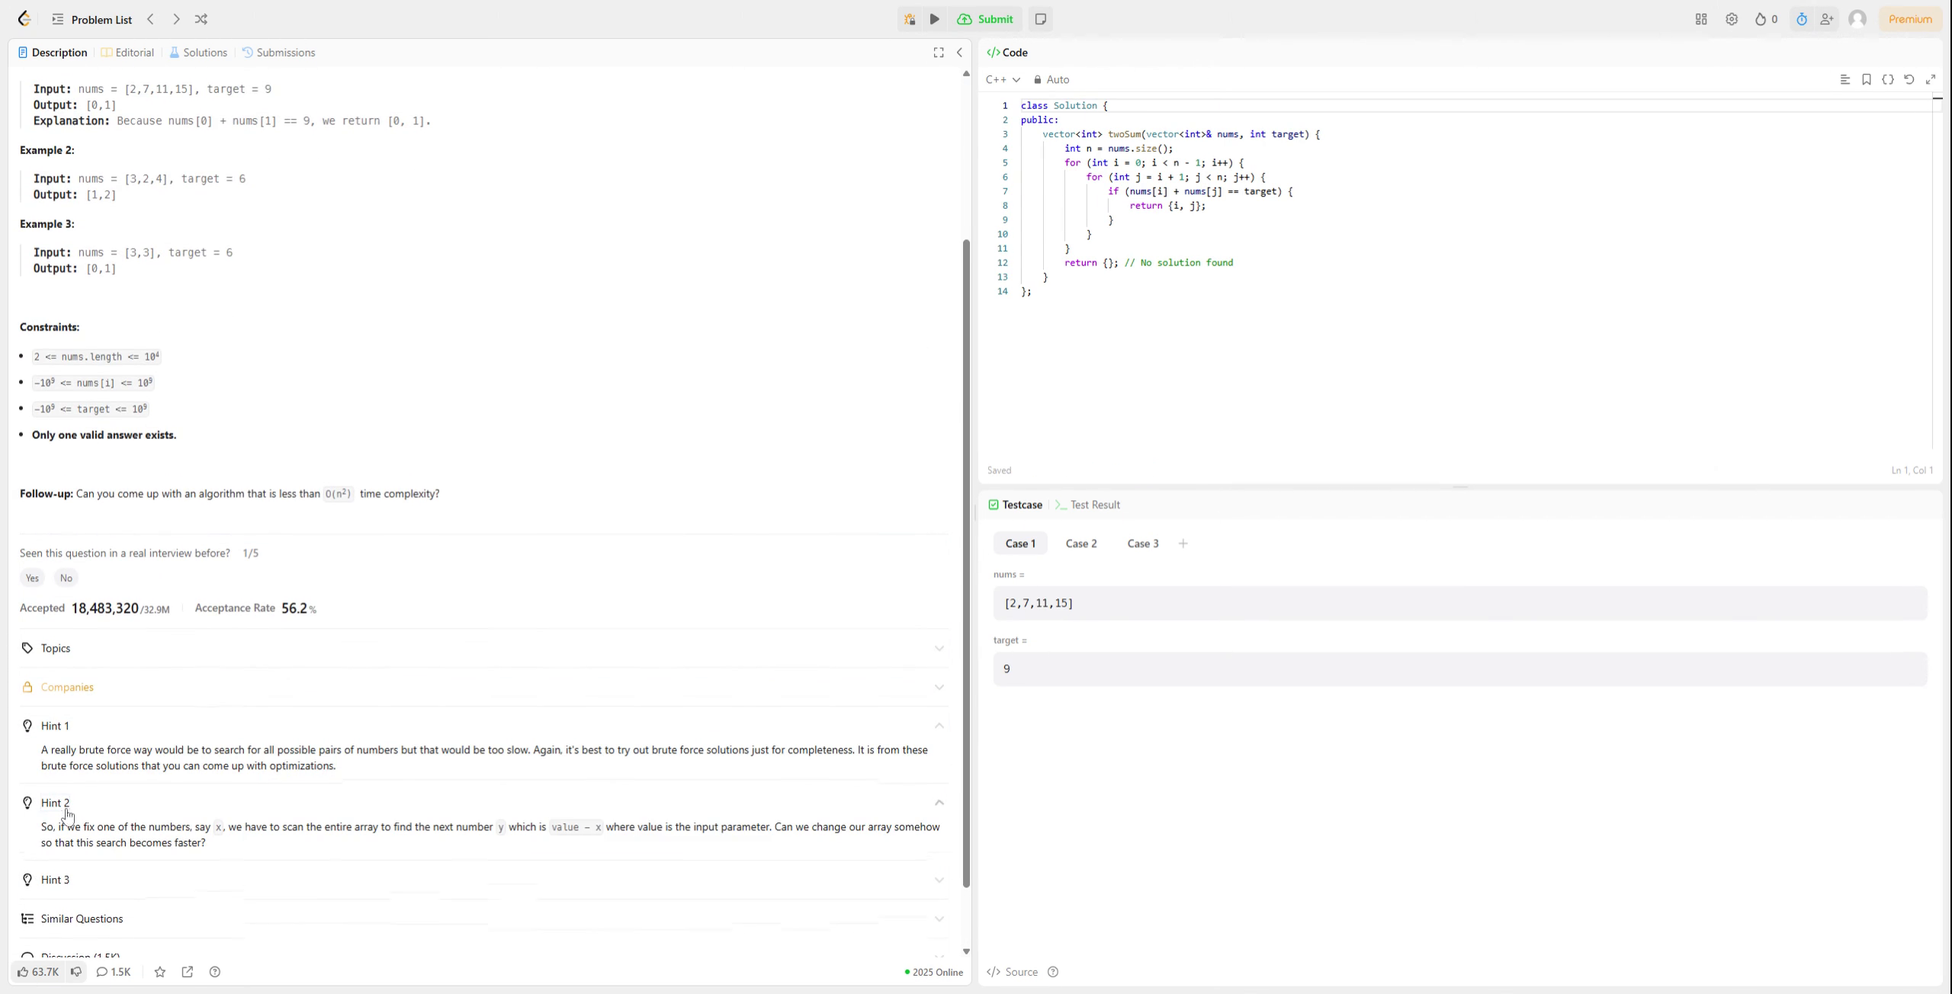 Problem List
Submit
0
Premium
Description
Editorial
Solutions
Submissions
Input: nums = [2,7,11,15], target = 9
Output: [0,1]
Explanation: Because nums[0] + nums[1] == 9, we return [0, 1].
Example 2:
Input: nums = [3,2,4], target = 6
Output: [1,2]
Example 3:
Input: nums = [3,3], target = 6
Output: [0,1]
Constraints:
• 2 <= nums.length <= 10⁴
• -10⁹ <= nums[i] <= 10⁹
• -10⁹ <= target <= 10⁹
• Only one valid answer exists.
Follow-up: Can you come up with an algorithm that is less than O(n²) time complexity?
Seen this question in a real interview before? 1/5
Yes
No
Accepted 18,483,320/32.9M
Acceptance Rate 56.2%
Topics
Companies
Hint 1
A really brute force way would be to search for all possible pairs of numbers but that would be too slow. Again, it's best to try out brute force solutions just for completeness. It is from these
brute force solutions that you can come up with optimizations.
Hint 2
So, if we fix one of the numbers, say x, we have to scan the entire array to find the next number y which is value - x where value is the input parameter. Can we change our array somehow
so that this search becomes faster?
Hint 3
Similar Questions
Discussion (1.5K)
63.7K
1.5K
2025 Online
</> Code
C++
Auto
1 class Solution {
2 public:
3 vector<int> twoSum(vector<int>& nums, int target) {
4 int n = nums.size();
5 for (int i = 0; i < n - 1; i++) {
6 for (int j = i + 1; j < n; j++) {
7 if (nums[i] + nums[j] == target) {
8 return {i, j};
9 }
10 }
11 }
12 return {}; // No solution found
13 }
14 };
Saved
Ln 1, Col 1
Testcase
Test Result
Case 1
Case 2
Case 3
+
nums =
[2,7,11,15]
target =
9
</> Source